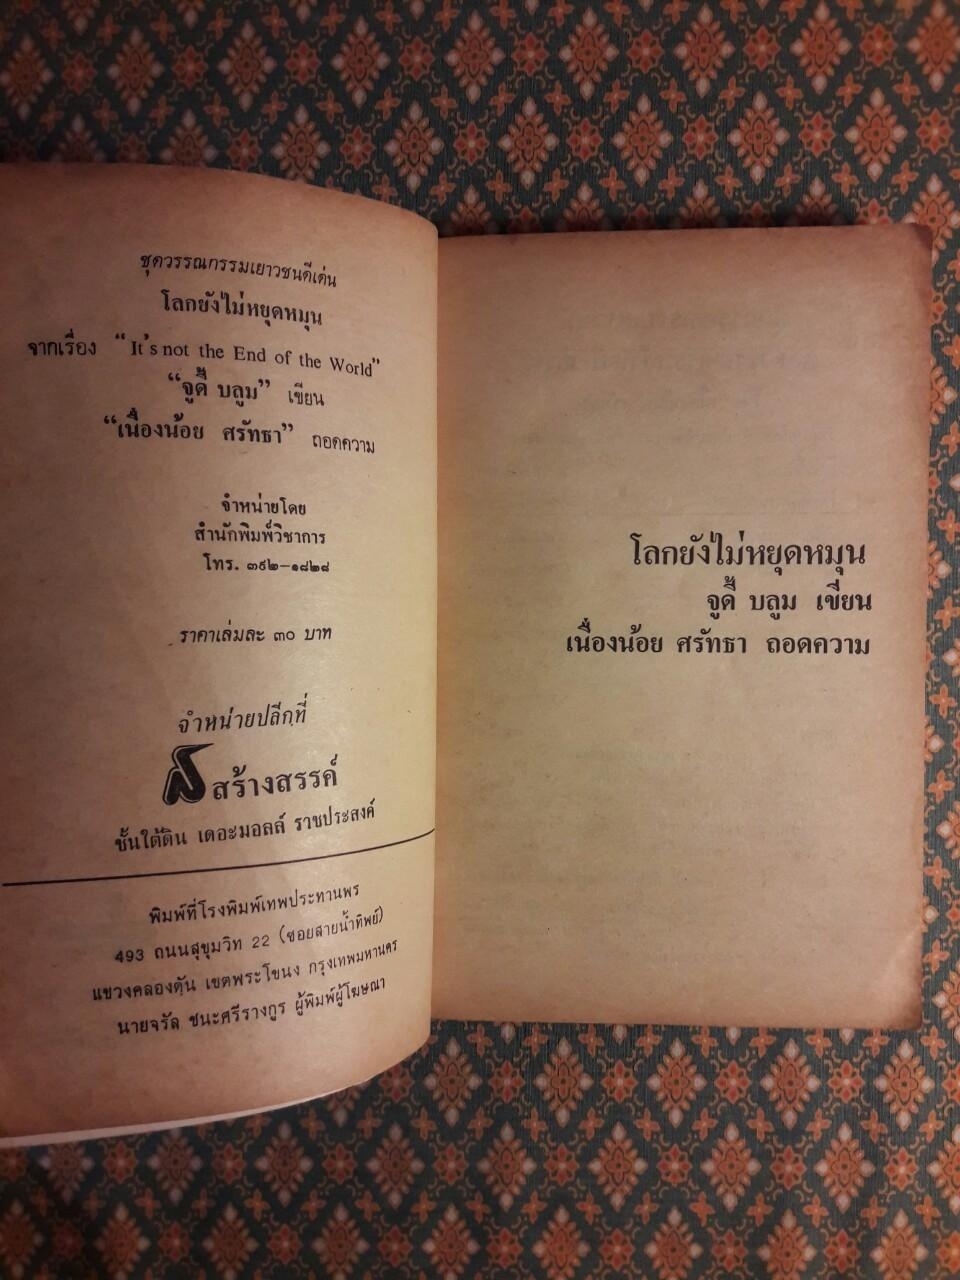 ชุดวรรณกรรมเยาวชนดีเด่น
โลกยังไม่หยุดหมุน
จากเรื่อง "It's not the End of the World"
"จูดี้ บลูม" เขียน
"เนื่องน้อย ศรัทธา" ถอดความ
จำหน่ายโดย
สำนักพิมพ์วิชาการ
โทร. ๓๙๒-๑๘๒๘
ราคาเล่มละ ๓๐ บาท
จำหน่ายปลีกที่
สร้างสรรค์
ชั้นใต้ดิน เดอะมอลล์ ราชประสงค์
พิมพ์ที่โรงพิมพ์เทพประทานพร
493 ถนนสุขุมวิท 22 (ซอยสายน้ำทิพย์)
แขวงคลองตัน เขตพระโขนง กรุงเทพมหานคร
นายจรัล ชนะศรีรางกูร ผู้พิมพ์ผู้โฆษณา
โลกยังไม่หยุดหมุน
จูดี้ บลูม เขียน
เนื่องน้อย ศรัทธา ถอดความ